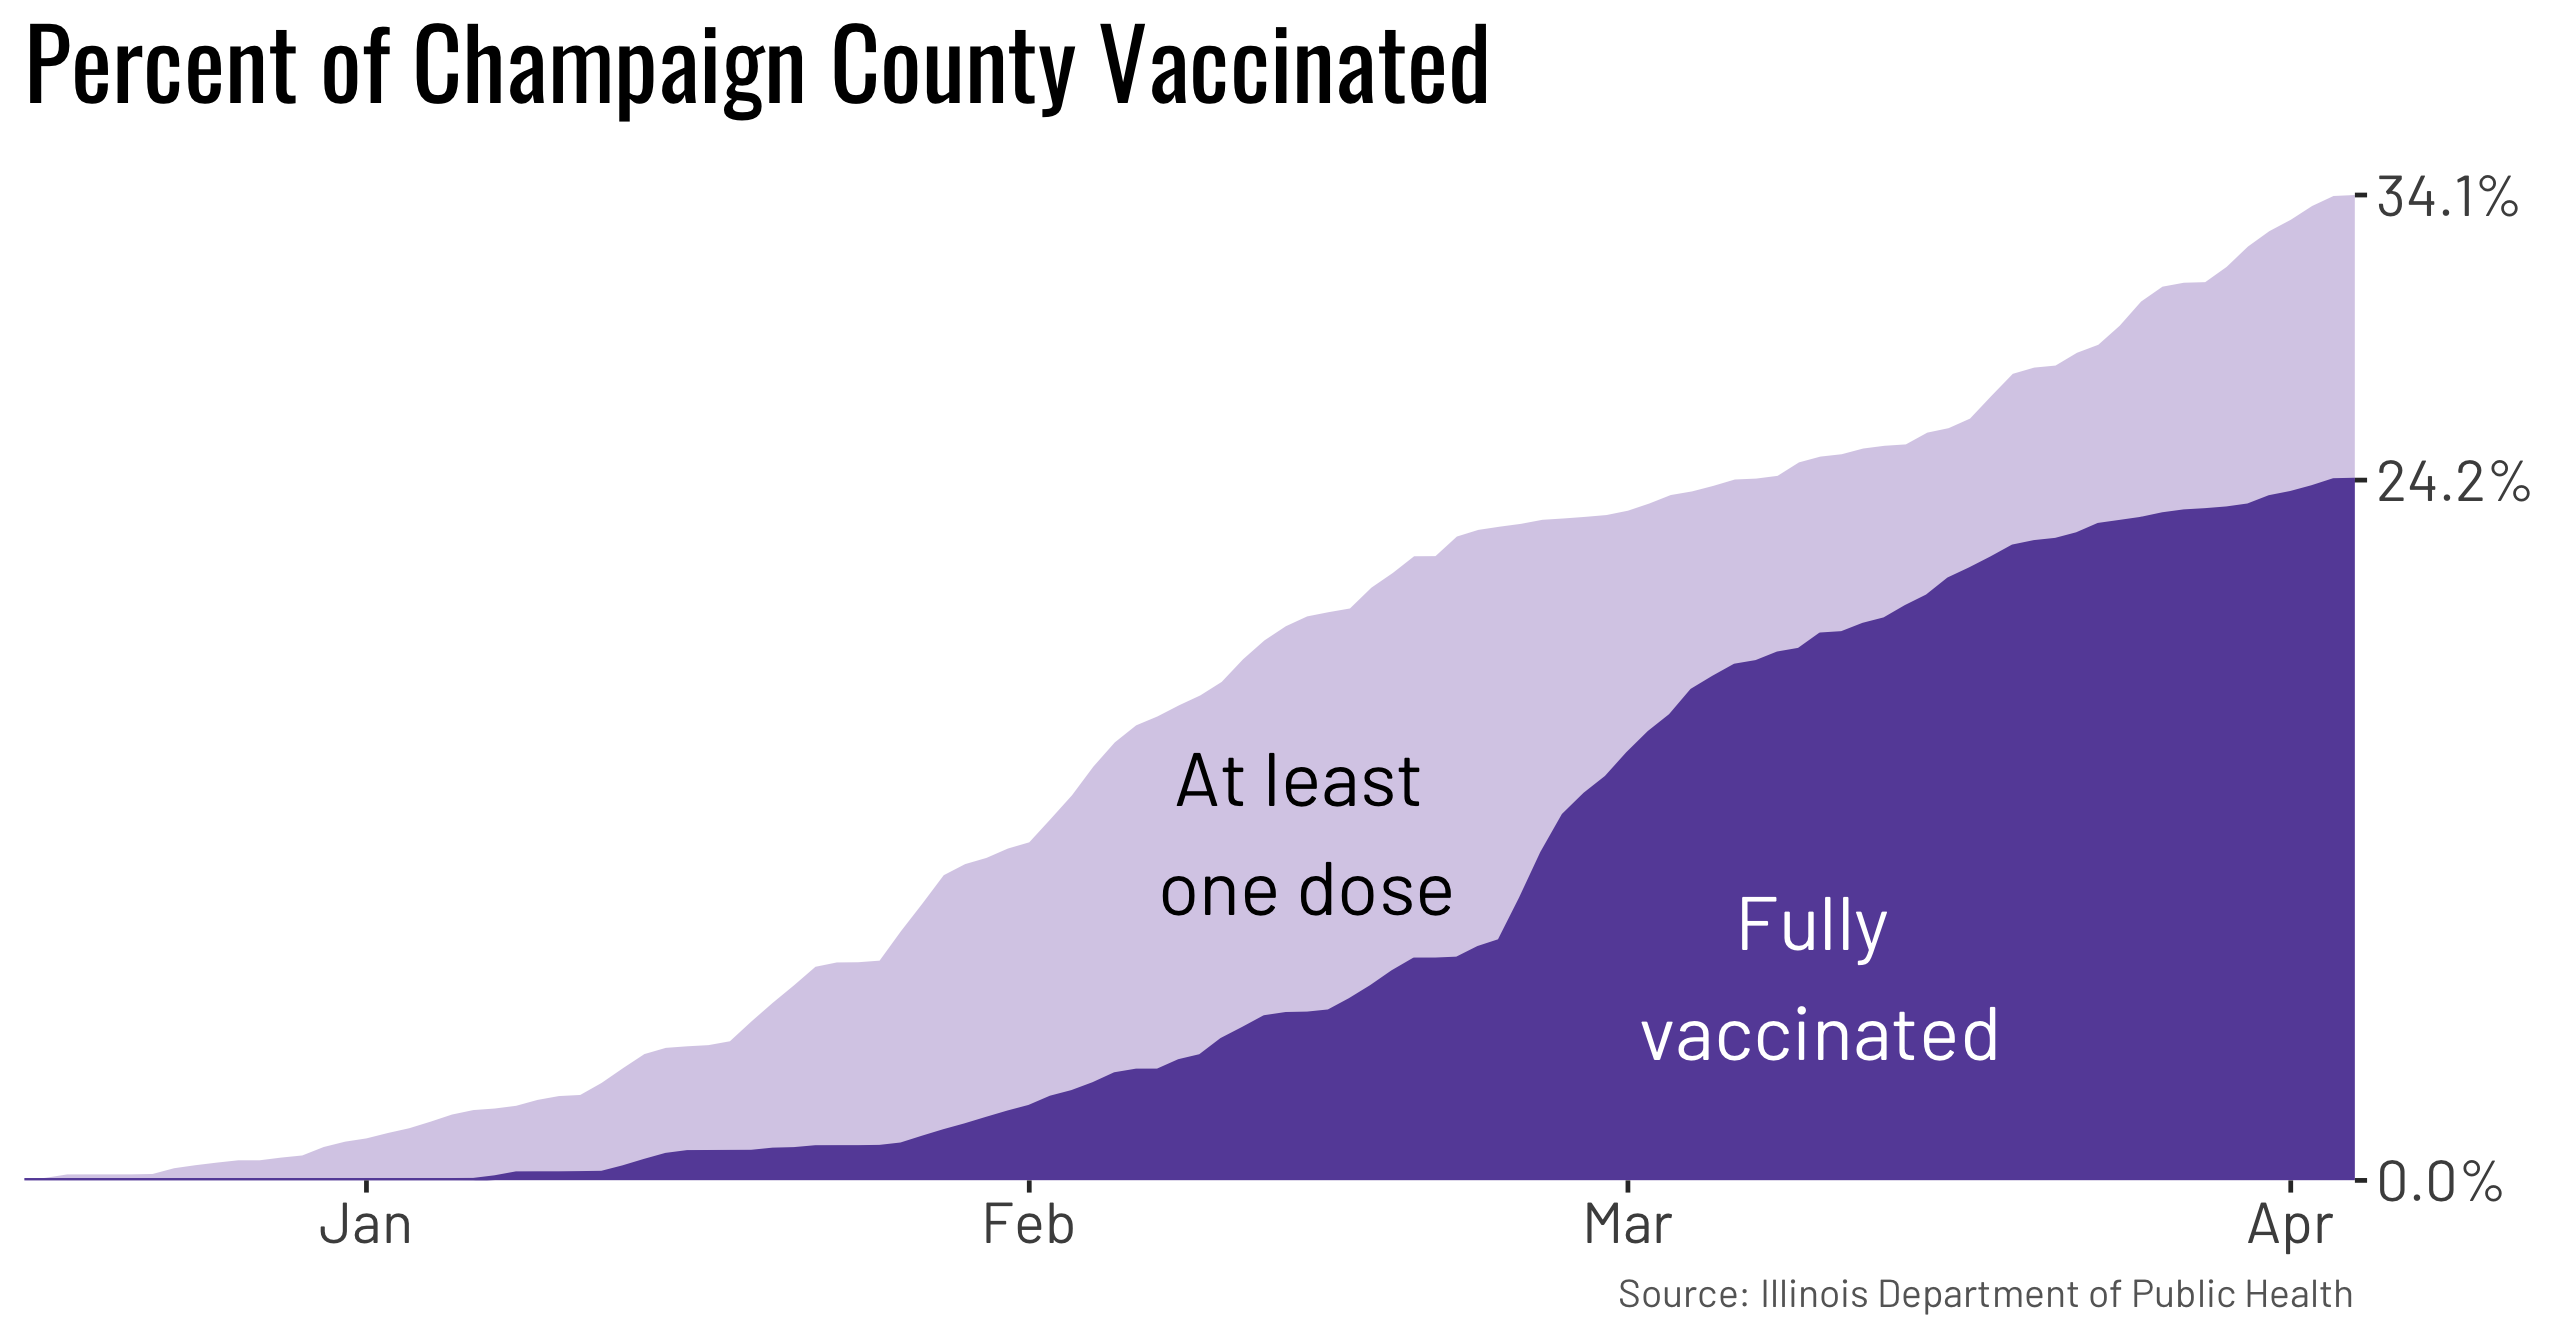 Percent of Champaign County Vaccinated
34.1%
24.2%
At least
one dose
Fully
vaccinated
0.0%
Jan
Feb
Mar
Apr
Source: Illinois Department of Public Health